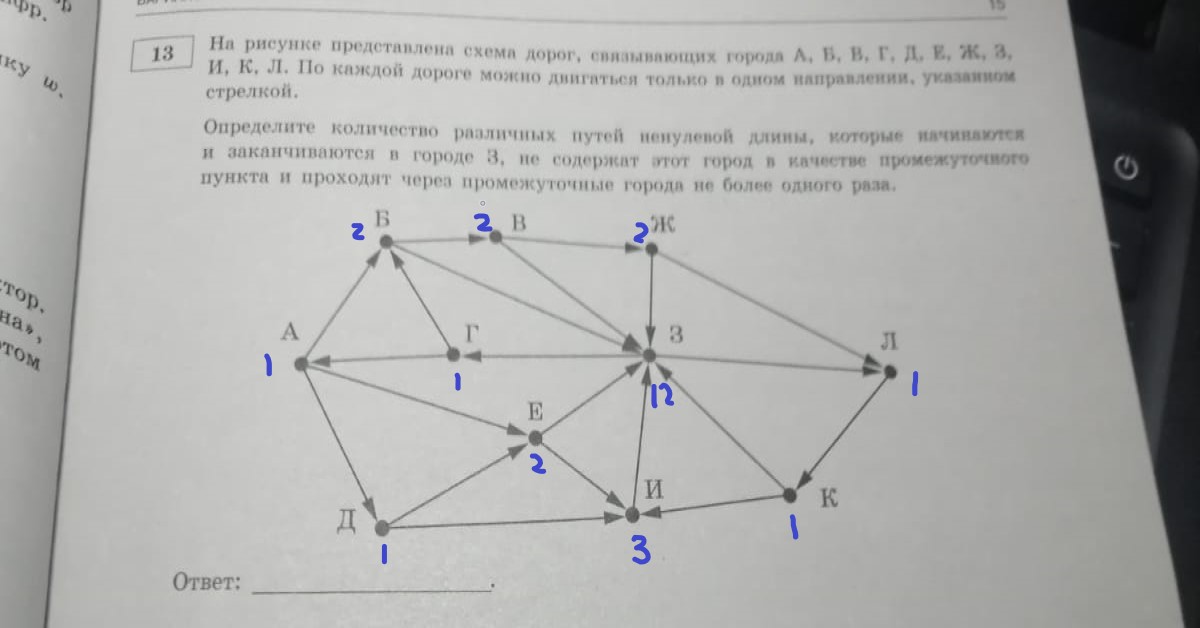 15
13
На рисунке представлена схема дорог, связывающих города А, Б, В, Г, Д, Е, Ж, З,
И, К, Л. По каждой дороге можно двигаться только в одном направлении, указанном
стрелкой.
Определите количество различных путей ненулевой длины, которые начинаются
и заканчиваются в городе З, не содержат этот город в качестве промежуточного
пункта и проходят через промежуточные города не более одного раза.
2 Б 2 В 2 Ж
А Г З Л
1 1 12 1
Е
2
Д И К
1 3 1
Ответ:
фр.
ику w.
тор.
на»,
этом